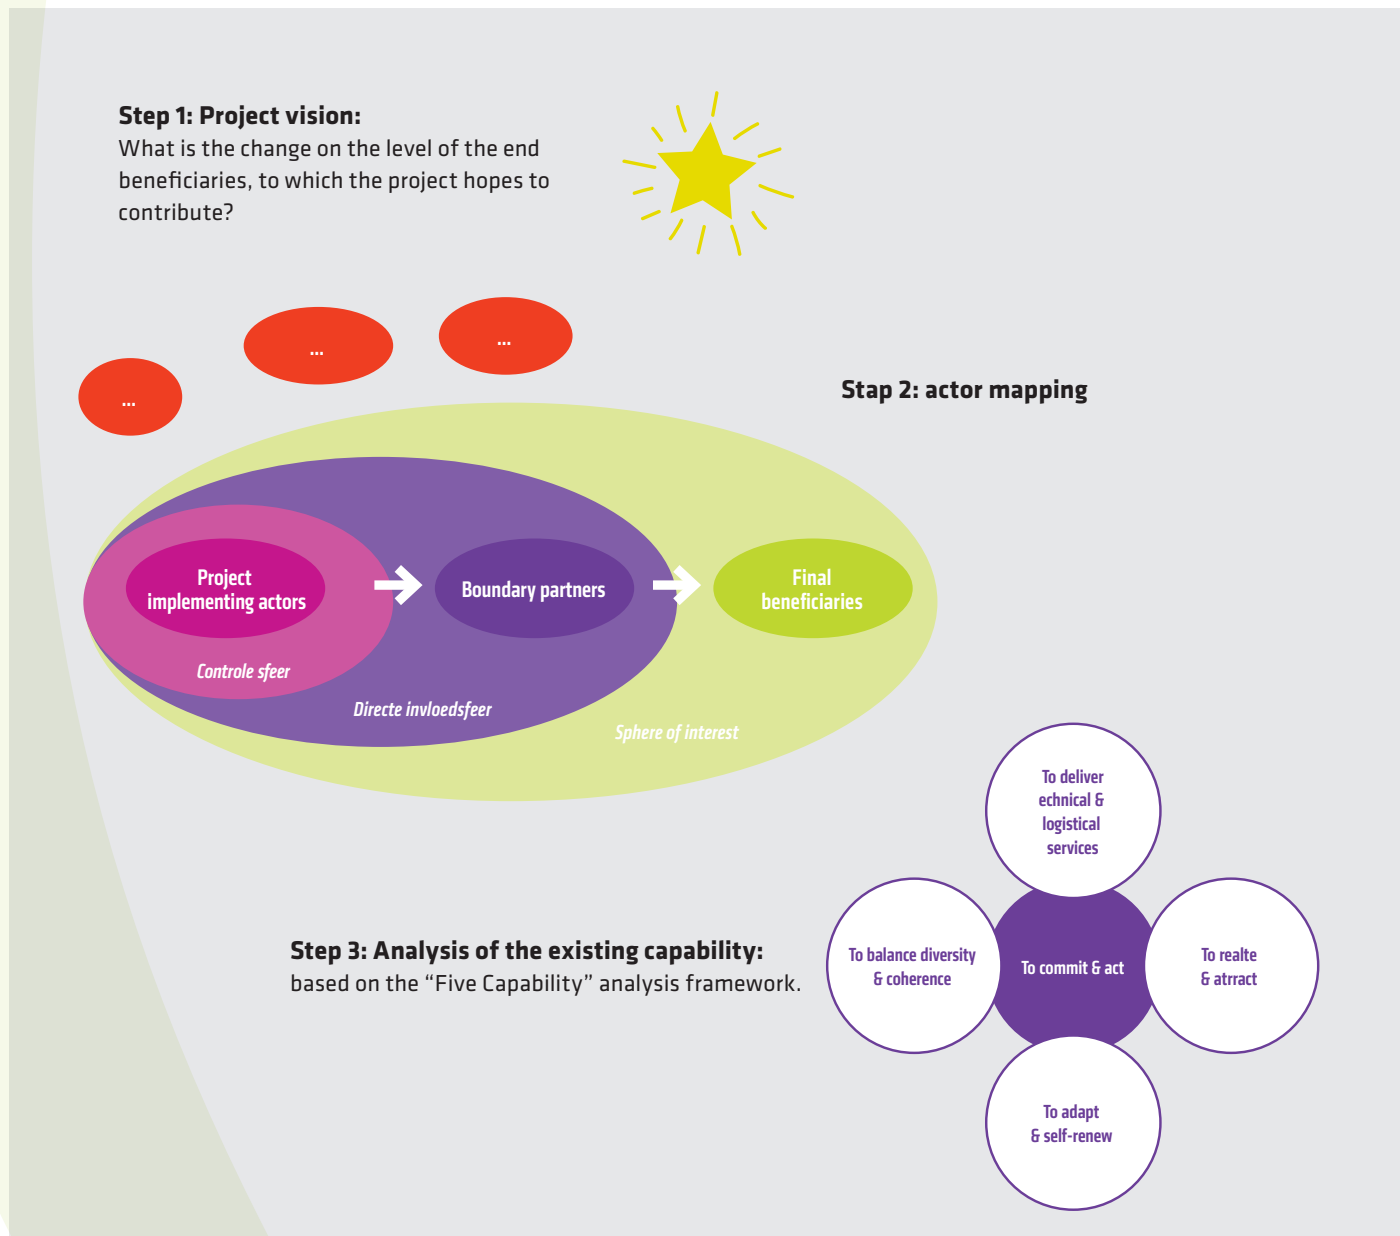 Step 1: Project vision:
What is the change on the level of the end
beneficiaries, to which the project hopes to
contribute?
...
...
...
Stap 2: actor mapping
Project
implementing actors
Boundary partners
Final
beneficiaries
Controle sfeer
Directe invloedsfeer
Sphere of interest
Step 3: Analysis of the existing capability:
based on the “Five Capability” analysis framework.
To deliver
echnical &
logistical
services
To balance diversity
& coherence
To commit & act
To realte
& atrract
To adapt
& self-renew